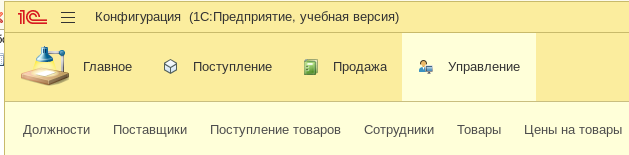 1С Конфигурация (1С:Предприятие, учебная версия)
Главное Поступление Продажа Управление
Должности Поставщики Поступление товаров Сотрудники Товары Цены на товары